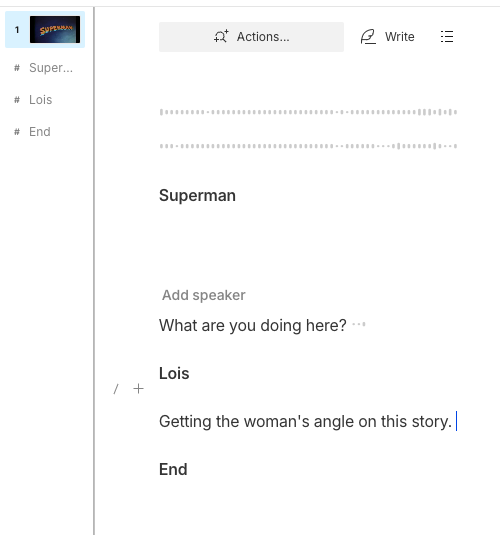 1
SUPERMAN
# Super...
# Lois
# End
Actions...
Write
Superman
Add speaker
What are you doing here?
Lois
/ +
Getting the woman's angle on this story.
End